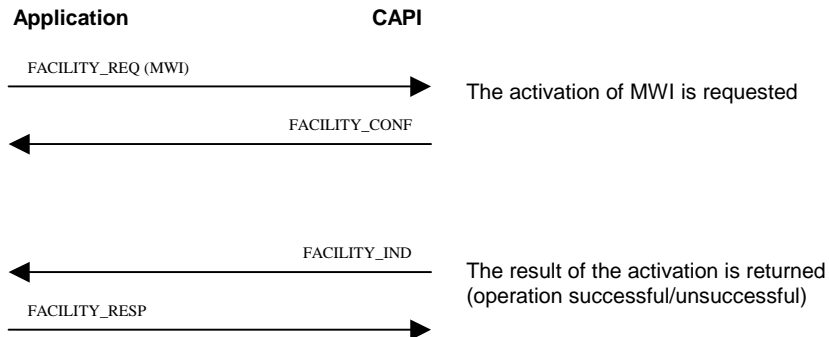 Application CAPI
FACILITY_REQ (MWI)
The activation of MWI is requested
FACILITY_CONF
FACILITY_IND
The result of the activation is returned
(operation successful/unsuccessful)
FACILITY_RESP